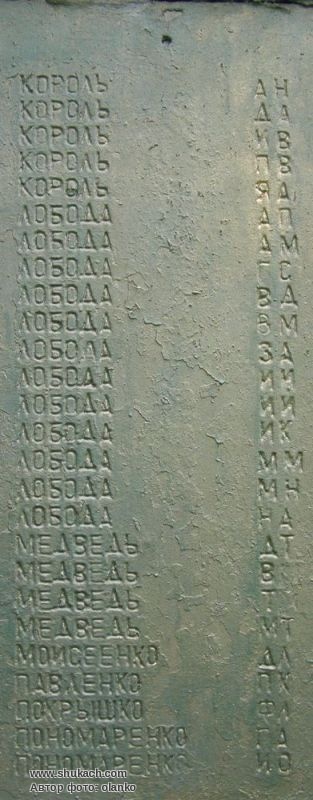 КОРОЛЬ А Н
КОРОЛЬ Д А
КОРОЛЬ И В
КОРОЛЬ П В
КОРОЛЬ Я А
ЛОБОДА А П
ЛОБОДА А М
ЛОБОДА Г С
ЛОБОДА В Д
ЛОБОДА В М
ЛОБОДА З А
ЛОБОДА И И
ЛОБОДА И И
ЛОБОДА И К
ЛОБОДА М М
ЛОБОДА М Н
ЛОБОДА Н А
МЕДВЕДЬ Д Т
МЕДВЕДЬ В
МЕДВЕДЬ Т
МЕДВЕДЬ М Т
МОИСЕЕНКО Д Л
ПАВЛЕНКО П К
ПОКРЫШКО Ф Л
ПОНОМАРЕНКО Г А
ПОНОМАРЕНКО И О
www.shukach.com
Автор фото: olanko